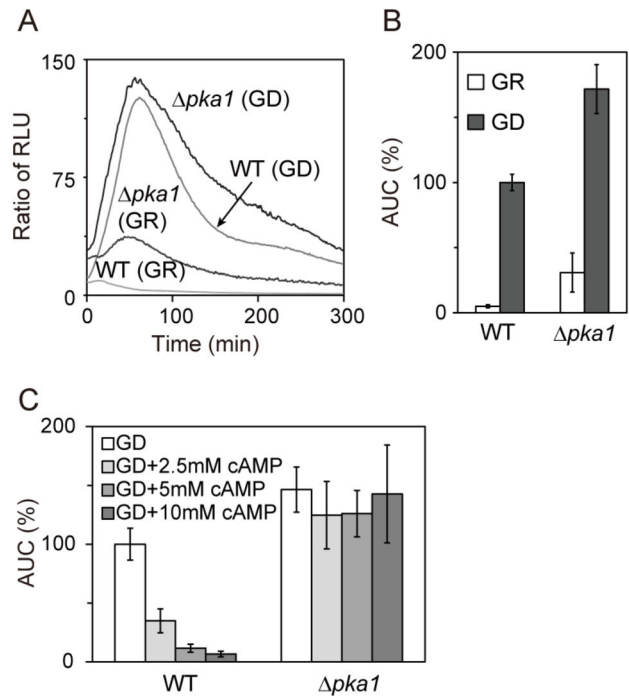 A
150
75
0
Ratio of RLU
Δpka1 (GD)
WT (GD)
Δpka1
(GR)
WT (GR)
0 100 200 300
Time (min)
B
200
100
0
AUC (%)
GR
GD
WT Δpka1
C
200
100
0
AUC (%)
GD
GD+2.5mM cAMP
GD+5mM cAMP
GD+10mM cAMP
WT Δpka1